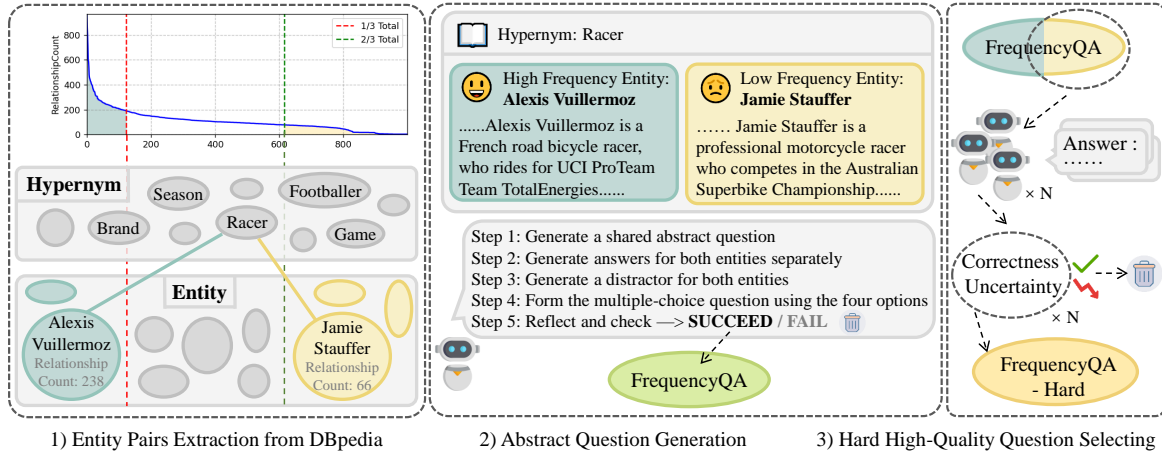 RelationshipCount
800
600
400
200
0
0
200
400
600
800
1/3 Total
2/3 Total
Hypernym
Season
Footballer
Brand
Racer
Game
Entity
Alexis
Vuillermoz
Relationship
Count: 238
Jamie
Stauffer
Relationship
Count: 66
1) Entity Pairs Extraction from DBpedia
Hypernym: Racer
High Frequency Entity:
Alexis Vuillermoz
......Alexis Vuillermoz is a
French road bicycle racer,
who rides for UCI ProTeam
Team TotalEnergies......
Low Frequency Entity:
Jamie Stauffer
...... Jamie Stauffer is a
professional motorcycle racer
who competes in the Australian
Superbike Championship......
Step 1: Generate a shared abstract question
Step 2: Generate answers for both entities separately
Step 3: Generate a distractor for both entities
Step 4: Form the multiple-choice question using the four options
Step 5: Reflect and check —> SUCCEED / FAIL
FrequencyQA
2) Abstract Question Generation
FrequencyQA
Answer :
......
× N
Correctness
Uncertainty
× N
FrequencyQA
- Hard
3) Hard High-Quality Question Selecting